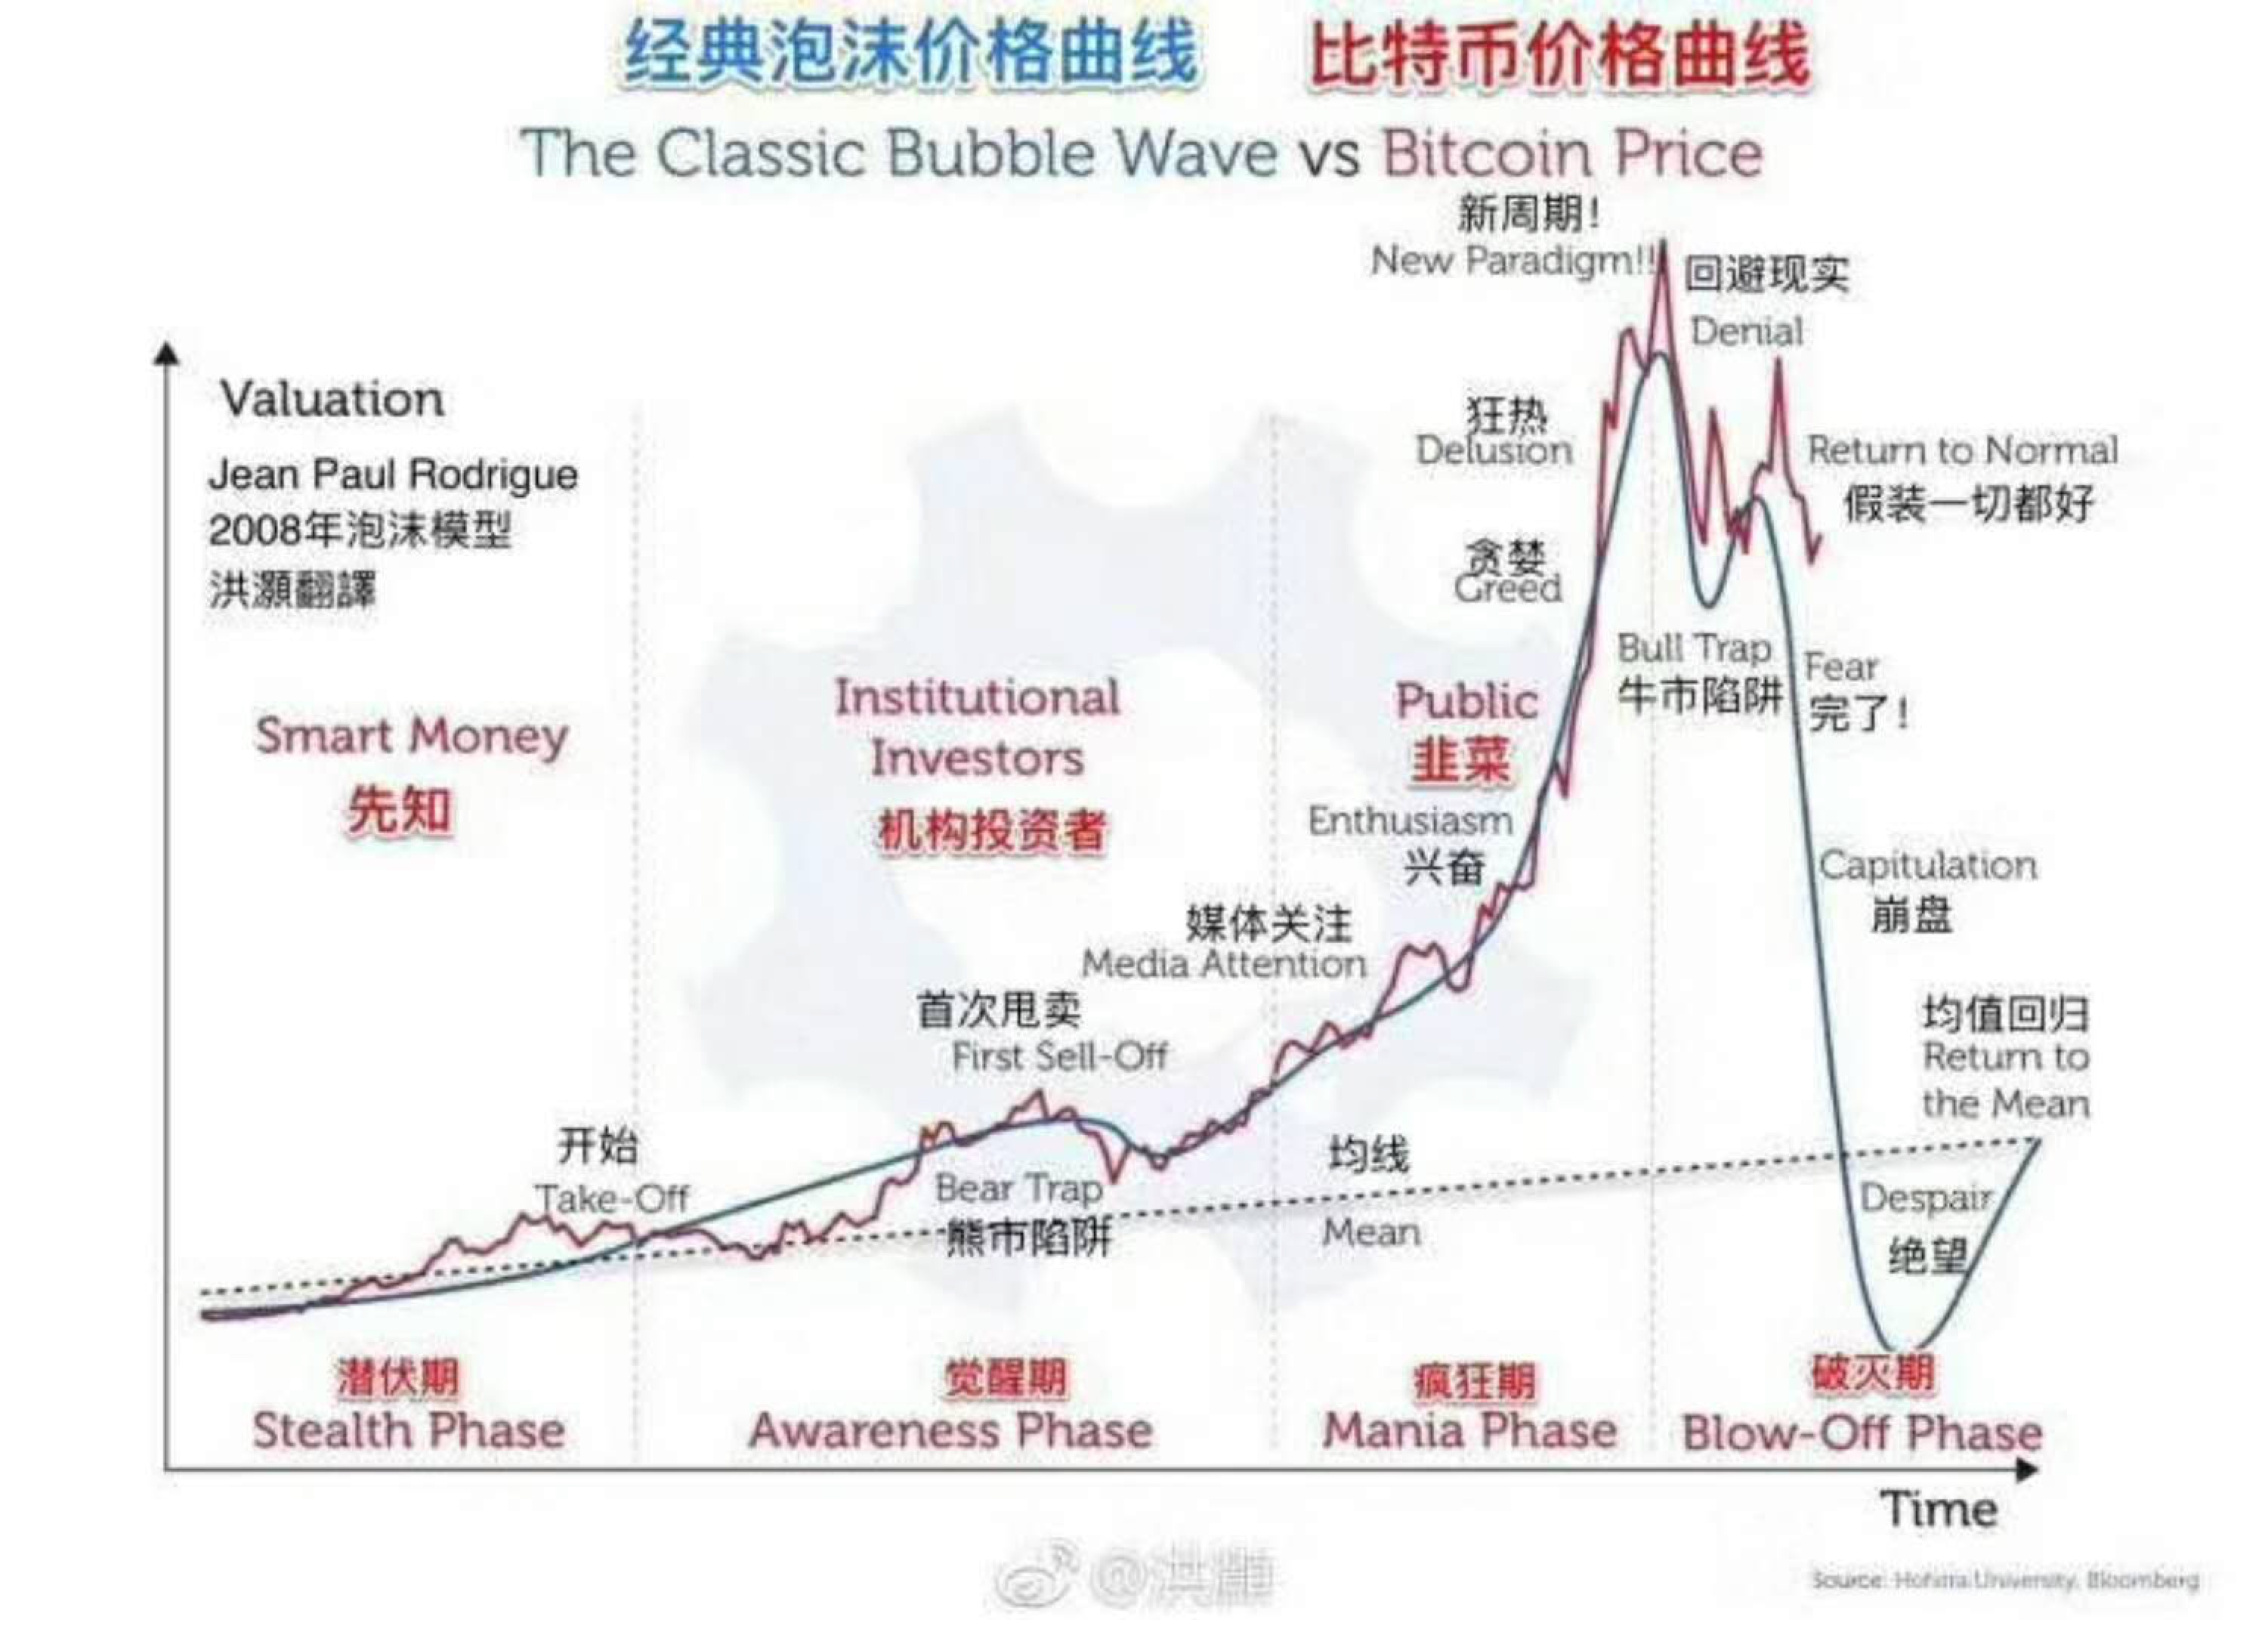 经典泡沫价格曲线 比特币价格曲线
The Classic Bubble Wave vs Bitcoin Price
新周期!
New Paradigm!!
回避现实
Denial
Valuation
Jean Paul Rodrigue
2008年泡沫模型
洪灝翻譯
狂热
Delusion
Return to Normal
假装一切都好
贪婪
Greed
Bull Trap
牛市陷阱
Fear
完了!
Smart Money
先知
Institutional
Investors
机构投资者
Public
韭菜
Enthusiasm
兴奋
Capitulation
崩盘
媒体关注
Media Attention
首次甩卖
First Sell-Off
均值回归
Return to
the Mean
开始
Take-Off
Bear Trap
熊市陷阱
均线
Mean
Despair
绝望
潜伏期
Stealth Phase
觉醒期
Awareness Phase
疯狂期
Mania Phase
破灭期
Blow-Off Phase
Time
@洪灝
Source: Hofstra University, Bloomberg